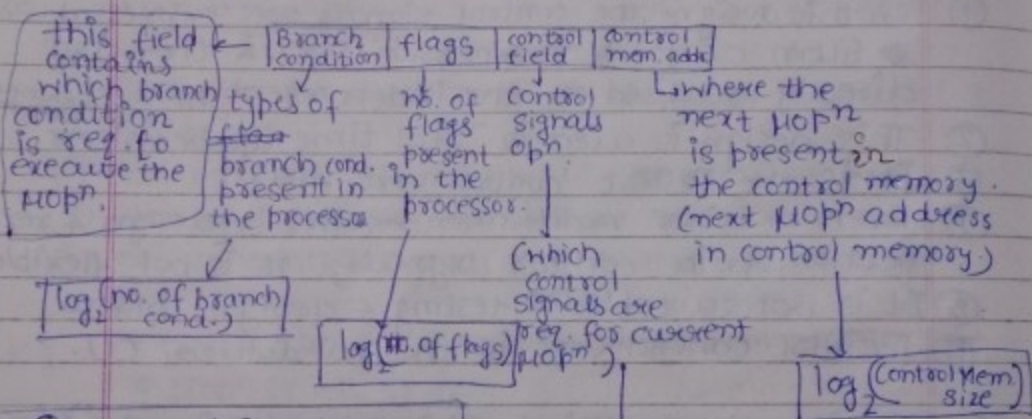 this field
contains
which branch
condition
is req. to
execute the
μopⁿ.
Branch condition | flags | control field | control mem. addr
types of
branch cond.
present in
the processor
log₂(no. of branch
cond.)
no. of
flags
present
in the
processor.
log₂(no. of flags)
control
signals
opⁿ.
(which
control
signals are
req. for current
μopⁿ.)
where the
next μopⁿ
is present in
the control memory.
(next μopⁿ address
in control memory.)
log₂(control Mem.
size)